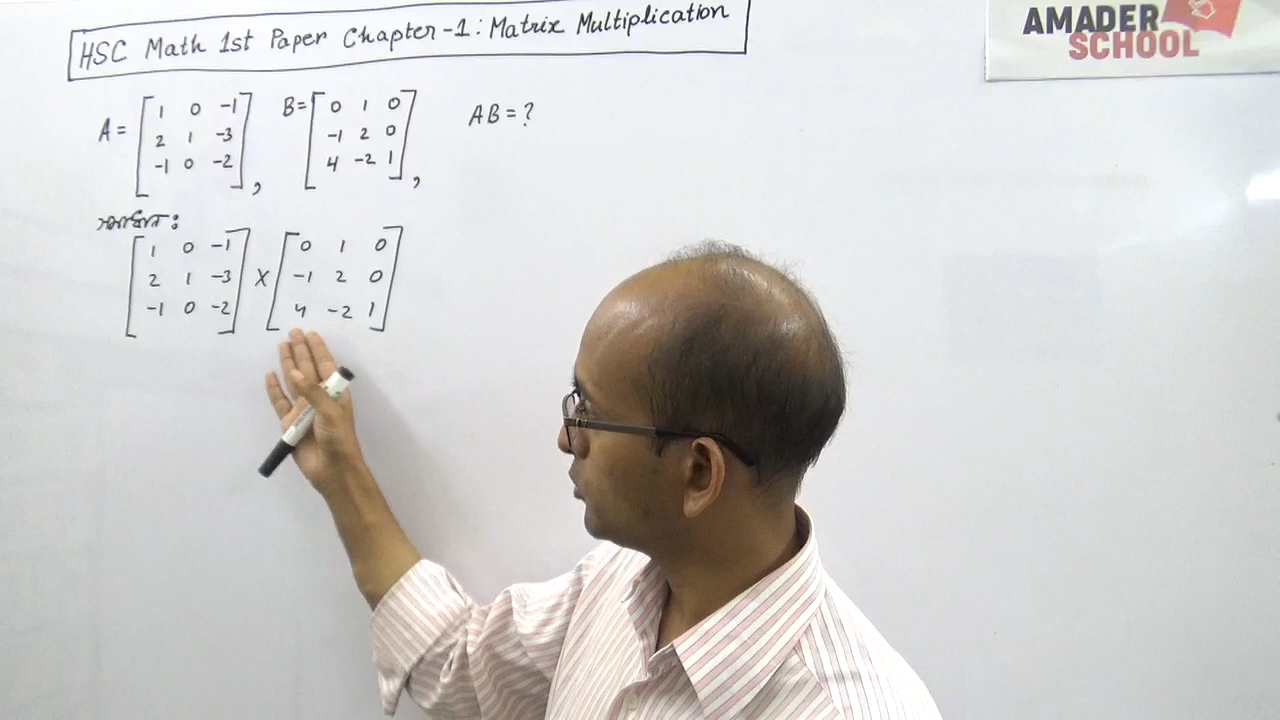 HSC Math 1st Paper Chapter-1: Matrix Multiplication
AMADER
SCHOOL
A = [1 0 -1
2 1 -3
-1 0 -2],
B = [0 1 0
-1 2 0
4 -2 1],
AB = ?
সমাধান:
[1 0 -1
2 1 -3
-1 0 -2]
×
[0 1 0
-1 2 0
4 -2 1]